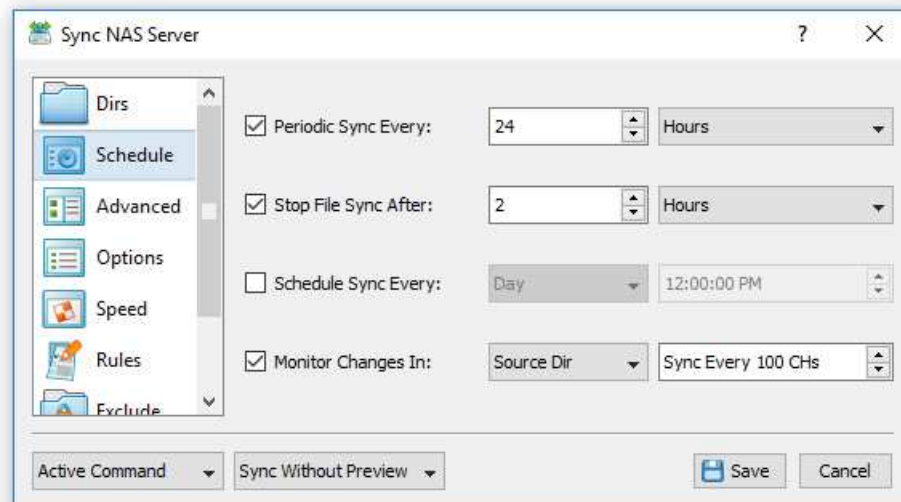 Sync NAS Server
?
Dirs
Schedule
Advanced
Options
Speed
Rules
Exclude
Periodic Sync Every: 24 Hours
Stop File Sync After: 2 Hours
Schedule Sync Every: Day 12:00:00 PM
Monitor Changes In: Source Dir Sync Every 100 CHs
Active Command Sync Without Preview Save Cancel